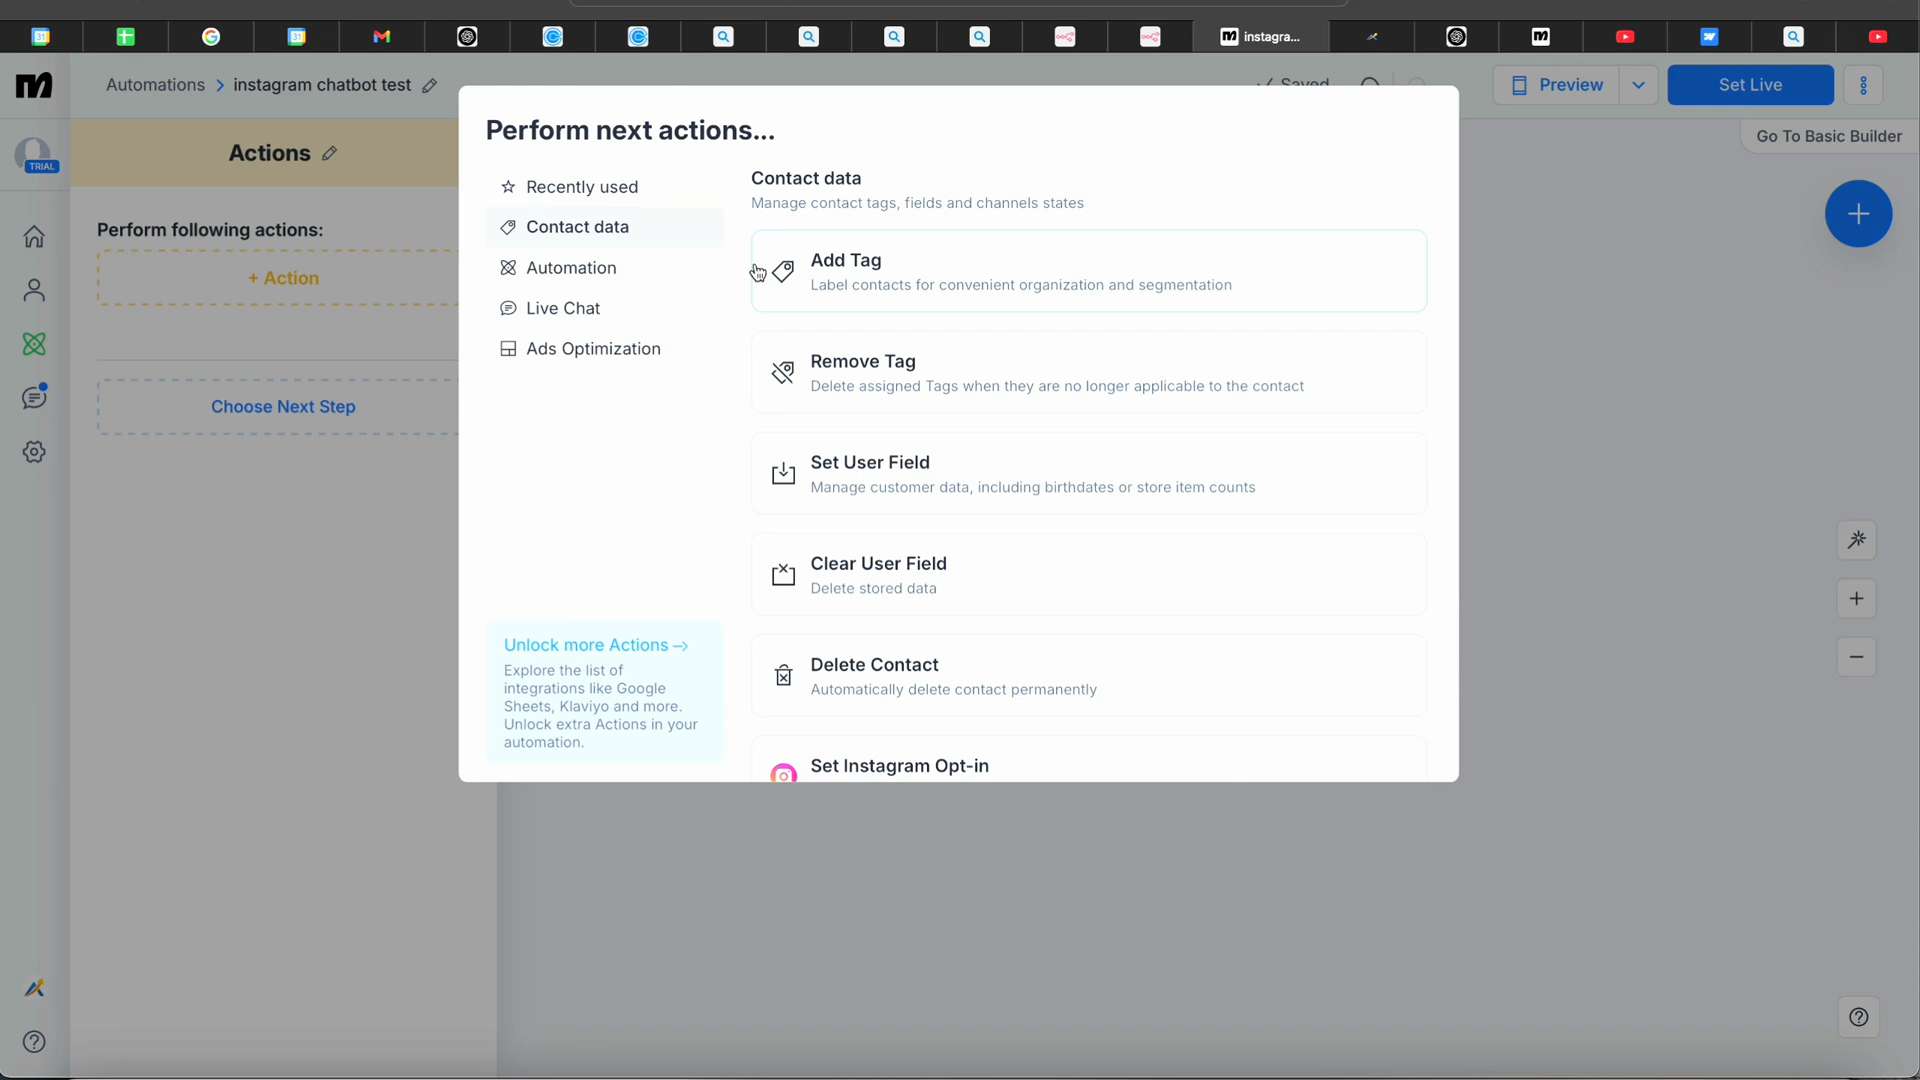 instagra...
Automations > instagram chatbot test
Saved
Preview
Set Live
Go To Basic Builder
TRIAL
Actions
Perform following actions:
+ Action
Choose Next Step
Perform next actions...
Recently used
Contact data
Automation
Live Chat
Ads Optimization
Unlock more Actions →
Explore the list of
integrations like Google
Sheets, Klaviyo and more.
Unlock extra Actions in your
automation.
Contact data
Manage contact tags, fields and channels states
Add Tag
Label contacts for convenient organization and segmentation
Remove Tag
Delete assigned Tags when they are no longer applicable to the contact
Set User Field
Manage customer data, including birthdates or store item counts
Clear User Field
Delete stored data
Delete Contact
Automatically delete contact permanently
Set Instagram Opt-in